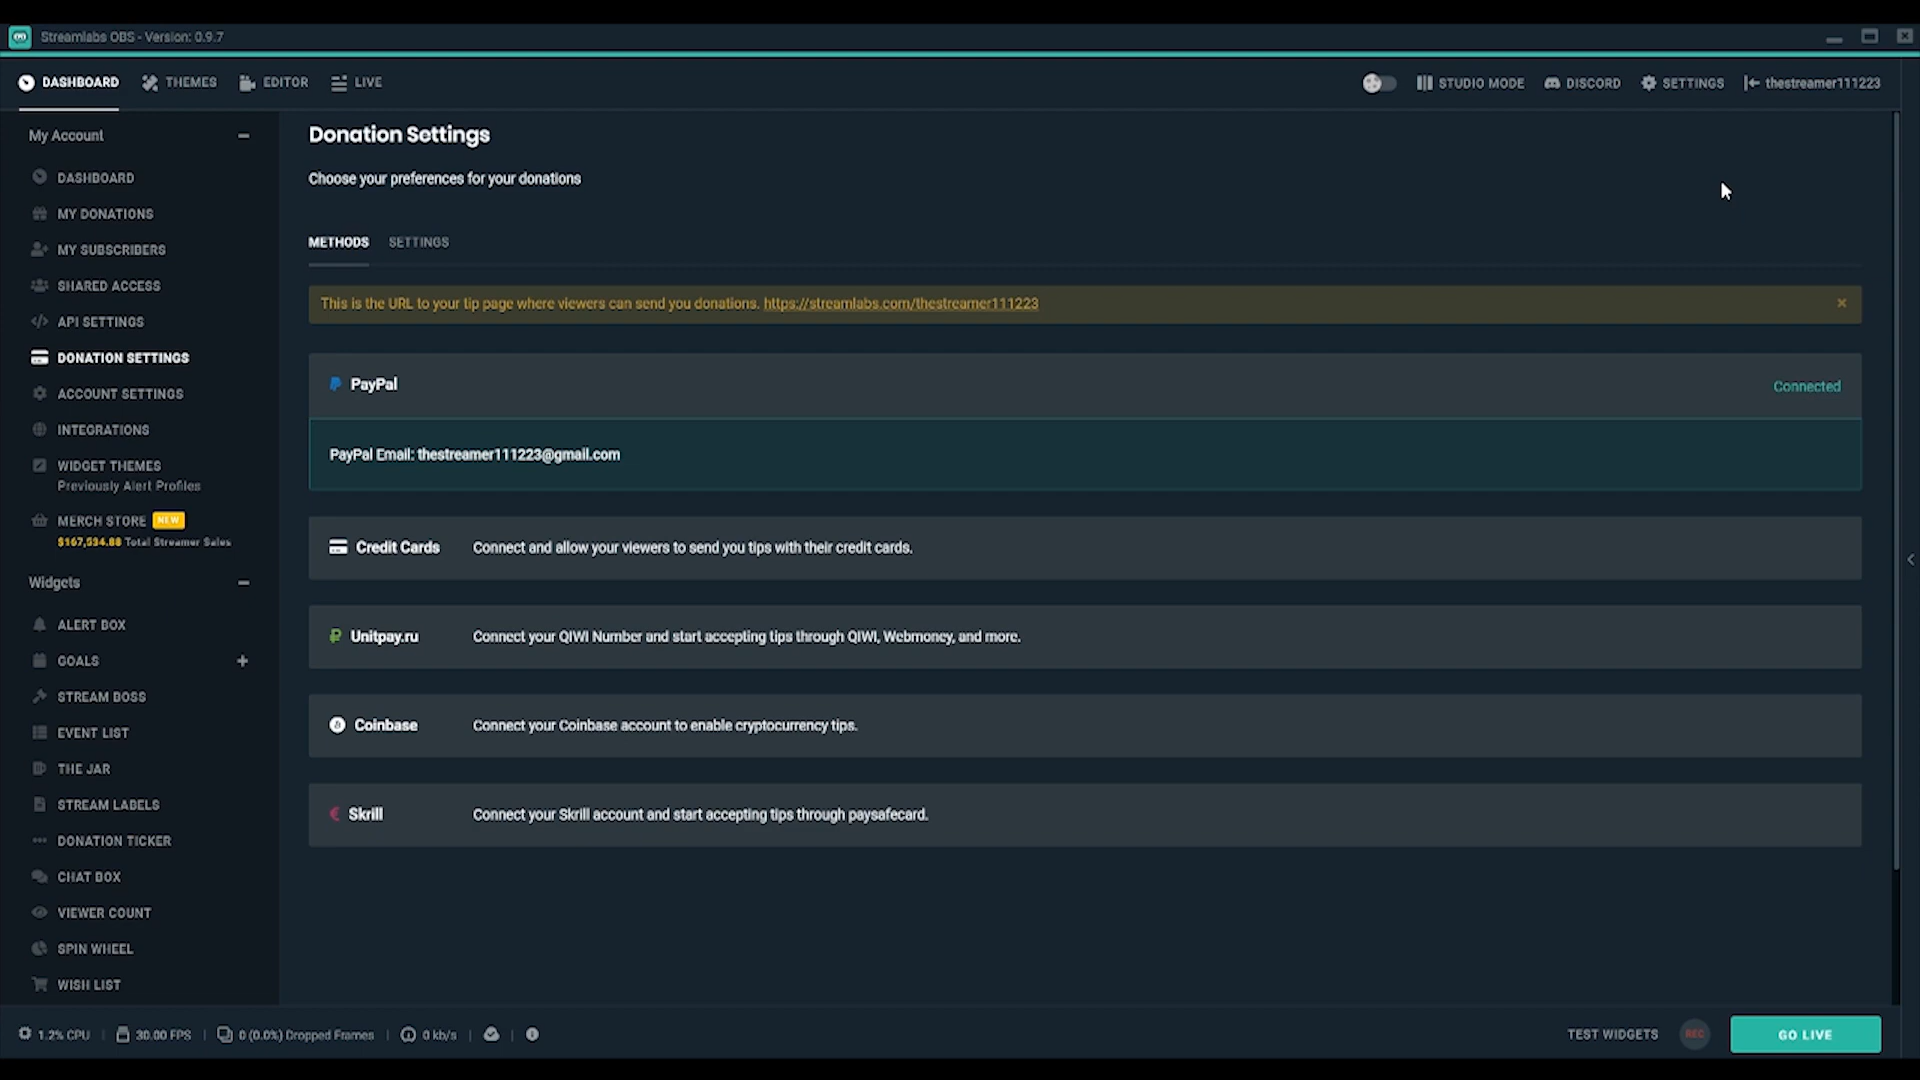 Streamlabs OBS - Version: 0.9.7
DASHBOARD
THEMES
EDITOR
LIVE
STUDIO MODE
DISCORD
SETTINGS
thestreamer111223
My Account
DASHBOARD
MY DONATIONS
MY SUBSCRIBERS
SHARED ACCESS
API SETTINGS
DONATION SETTINGS
ACCOUNT SETTINGS
INTEGRATIONS
WIDGET THEMES
Previously Alert Profiles
MERCH STORE NEW
$167,534.88 Total Streamer Sales
Widgets
ALERT BOX
GOALS
STREAM BOSS
EVENT LIST
THE JAR
STREAM LABELS
DONATION TICKER
CHAT BOX
VIEWER COUNT
SPIN WHEEL
WISH LIST
Donation Settings
Choose your preferences for your donations
METHODS
SETTINGS
This is the URL to your tip page where viewers can send you donations. https://streamlabs.com/thestreamer111223
PayPal
Connected
PayPal Email: thestreamer111223@gmail.com
Credit Cards Connect and allow your viewers to send you tips with their credit cards.
Unitpay.ru Connect your QIWI Number and start accepting tips through QIWI, Webmoney, and more.
Coinbase Connect your Coinbase account to enable cryptocurrency tips.
Skrill Connect your Skrill account and start accepting tips through paysafecard.
1.2% CPU
30.00 FPS
0 (0.0%) Dropped Frames
0 kb/s
TEST WIDGETS
REC
GO LIVE